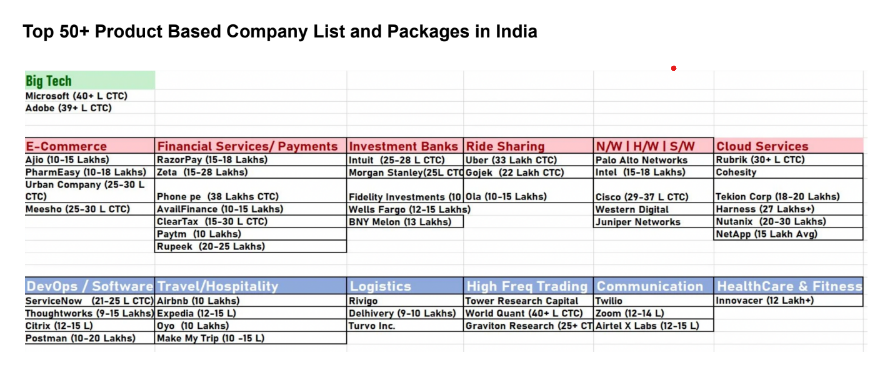 Top 50+ Product Based Company List and Packages in India
Big Tech
Microsoft (40+ L CTC)
Adobe (39+ L CTC)
E-Commerce Financial Services/ Payments Investment Banks Ride Sharing N/W | H/W | S/W Cloud Services
Ajio (10-15 Lakhs) RazorPay (15-18 Lakhs) Intuit (25-28 L CTC) Uber (33 Lakh CTC) Palo Alto Networks Rubrik (30+ L CTC)
PharmEasy (10-18 Lakhs) Zeta (15-28 Lakhs) Morgan Stanley(25L CTC Gojek (22 Lakh CTC) Intel (15-18 Lakhs) Cohesity
Urban Company (25-30 L
CTC) Phone pe (38 Lakhs CTC) Fidelity Investments (10 Ola (10-15 Lakhs) Cisco (29-37 L CTC) Tekion Corp (18-20 Lakhs)
Meesho (25-30 L CTC) AvailFinance (10-15 Lakhs) Wells Fargo (12-15 Lakhs) Western Digital Harness (27 Lakhs+)
ClearTax (15-30 L CTC) BNY Melon (13 Lakhs) Juniper Networks Nutanix (20-30 Lakhs)
Paytm (10 Lakhs) NetApp (15 Lakh Avg)
Rupeek (20-25 Lakhs)
DevOps / Software Travel/Hospitality Logistics High Freq Trading Communication HealthCare & Fitness
ServiceNow (21-25 L CTC) Airbnb (10 Lakhs) Rivigo Tower Research Capital Twilio Innovacer (12 Lakh+)
Thoughtworks (9-15 Lakhs) Expedia (12-15 L) Delhivery (9-10 Lakhs) World Quant (40+ L CTC) Zoom (12-14 L)
Citrix (12-15 L) Oyo (10 Lakhs) Turvo Inc. Graviton Research (25+ CT Airtel X Labs (12-15 L)
Postman (10-20 Lakhs) Make My Trip (10 -15 L)